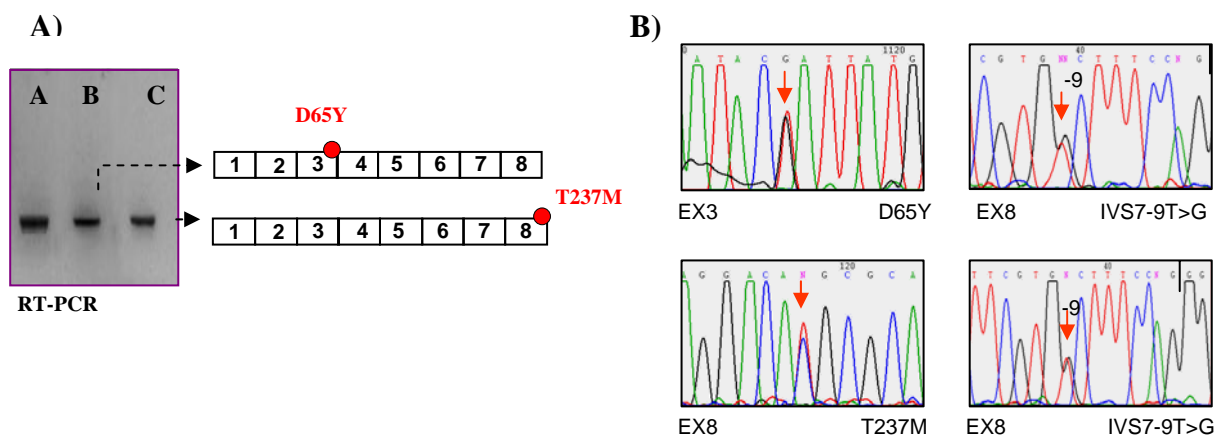 A)
B)
A B C
D65Y
1 2 3 4 5 6 7 8
T237M
1 2 3 4 5 6 7 8
RT-PCR
0 1120
A T A C G A T T A T G
EX3 D65Y
40
C G T G N C T T T C C N G
-9
EX8 IVS7-9T>G
120
A G G A C A N G C G C A
EX8 T237M
40
T T C G T G N C T T T C C N G G G
-9
EX8 IVS7-9T>G